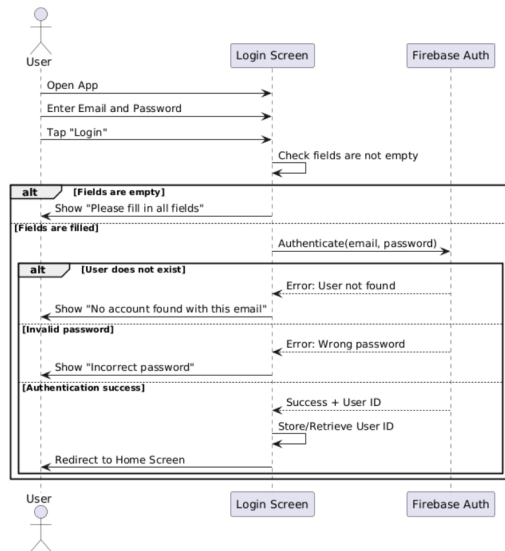 User
Login Screen
Firebase Auth
Open App
Enter Email and Password
Tap "Login"
Check fields are not empty
alt
[Fields are empty]
Show "Please fill in all fields"
[Fields are filled]
Authenticate(email, password)
alt
[User does not exist]
Error: User not found
Show "No account found with this email"
[Invalid password]
Error: Wrong password
Show "Incorrect password"
[Authentication success]
Success + User ID
Store/Retrieve User ID
Redirect to Home Screen
User
Login Screen
Firebase Auth